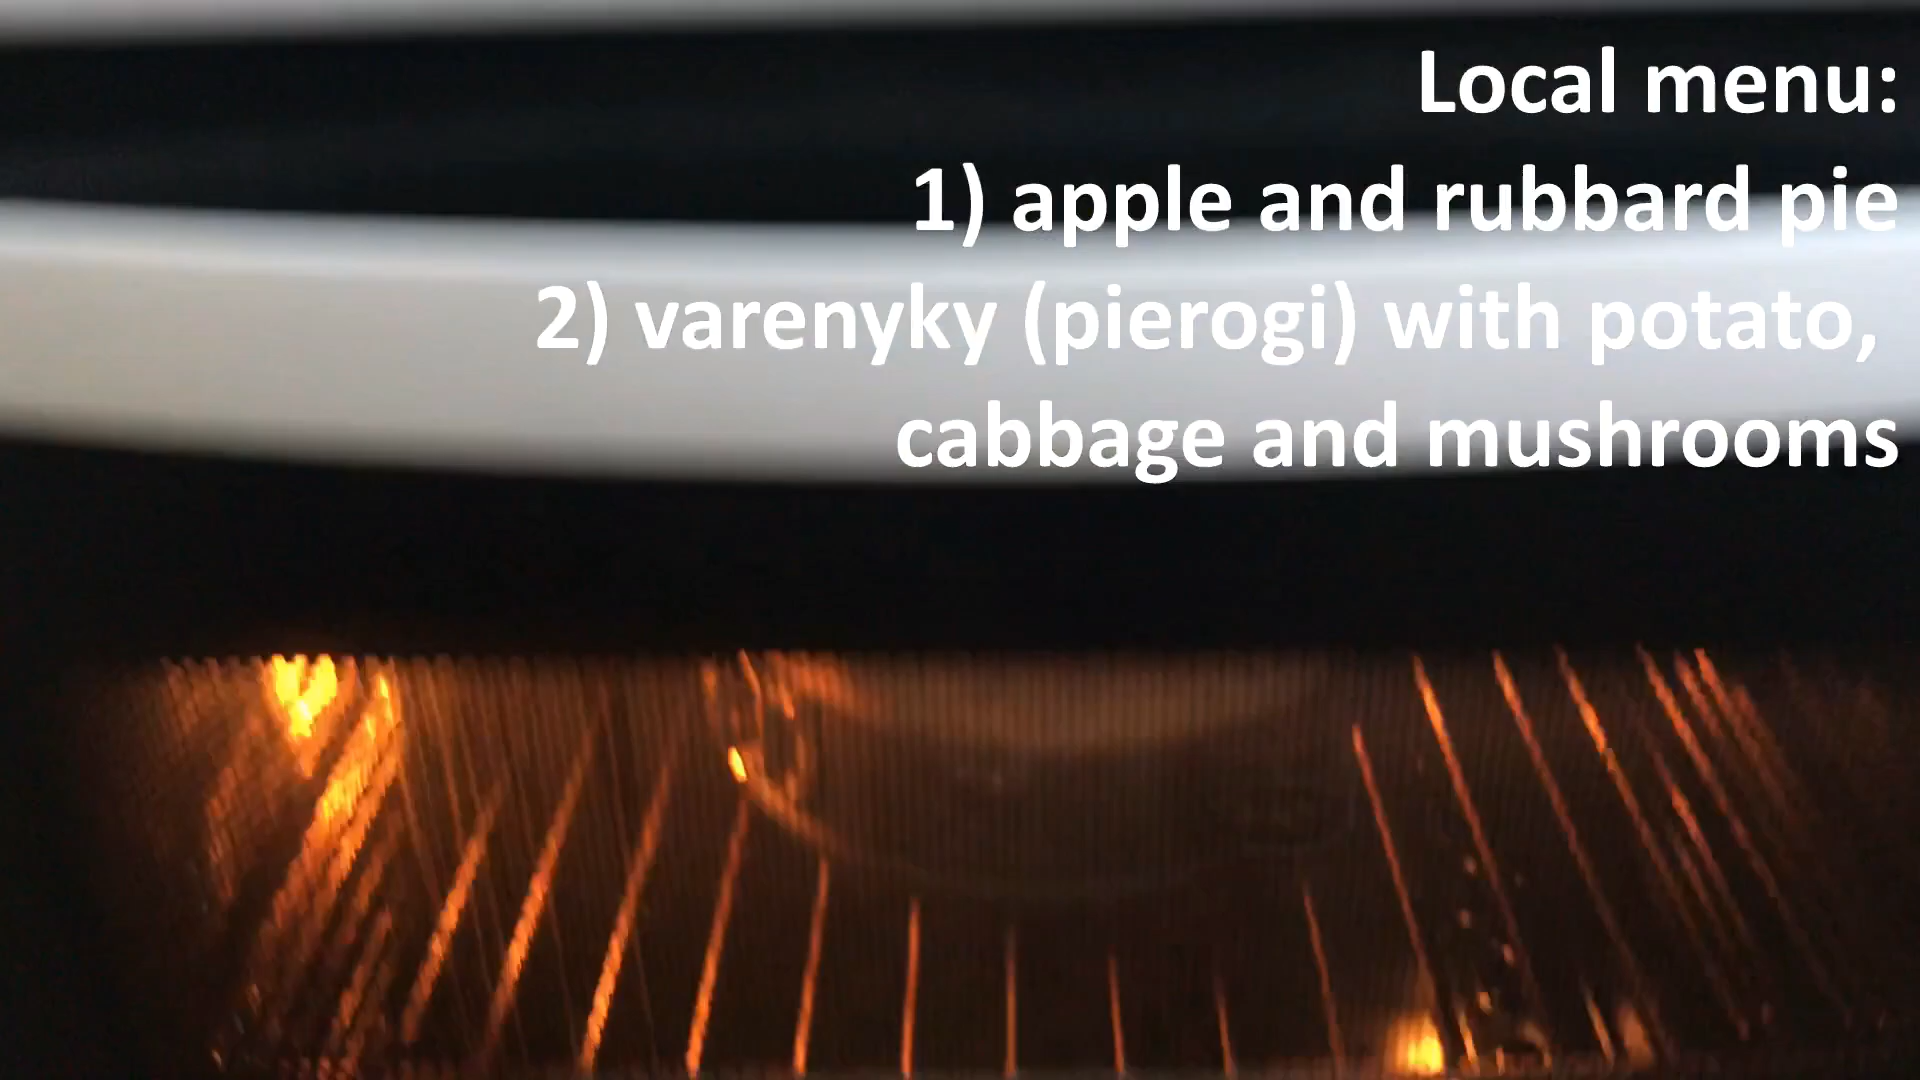 Local menu:
1) apple and rubbard pie
2) varenyky (pierogi) with potato,
cabbage and mushrooms